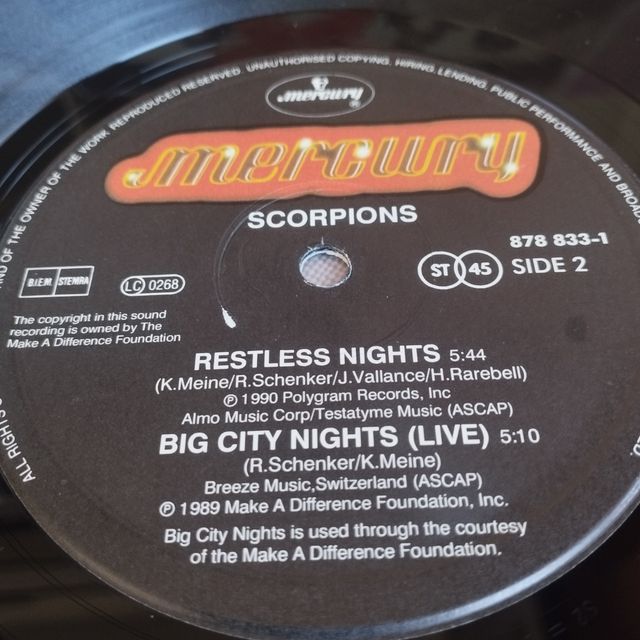 AND OF THE OWNER OF THE WORK REPRODUCED RESERVED. UNAUTHORISED COPYING, HIRING, LENDING, PUBLIC PERFORMANCE AND BROADC
ALL RIGHTS
mercury®
mercury
SCORPIONS
878 833-1
ST 45 SIDE 2
B.I.E.M. STEMRA
LC 0268
The copyright in this sound
recording is owned by The
Make A Difference Foundation
RESTLESS NIGHTS 5:44
(K.Meine/R.Schenker/J.Vallance/H.Rarebell)
℗ 1990 Polygram Records, Inc
Almo Music Corp/Testatyme Music (ASCAP)
BIG CITY NIGHTS (LIVE) 5:10
(R.Schenker/K.Meine)
Breeze Music,Switzerland (ASCAP)
℗ 1989 Make A Difference Foundation, Inc.
Big City Nights is used through the courtesy
of the Make A Difference Foundation.